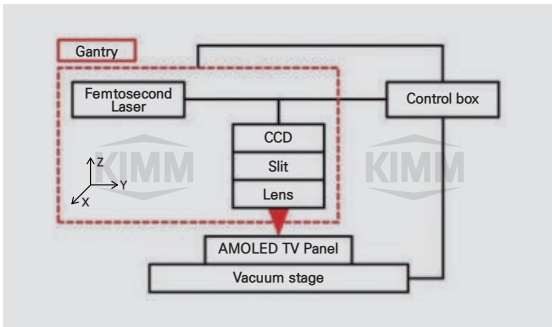 Gantry
Femtosecond
Laser
Control box
CCD
Slit
Lens
KIMM
KIMM
Z
Y
X
AMOLED TV Panel
Vacuum stage